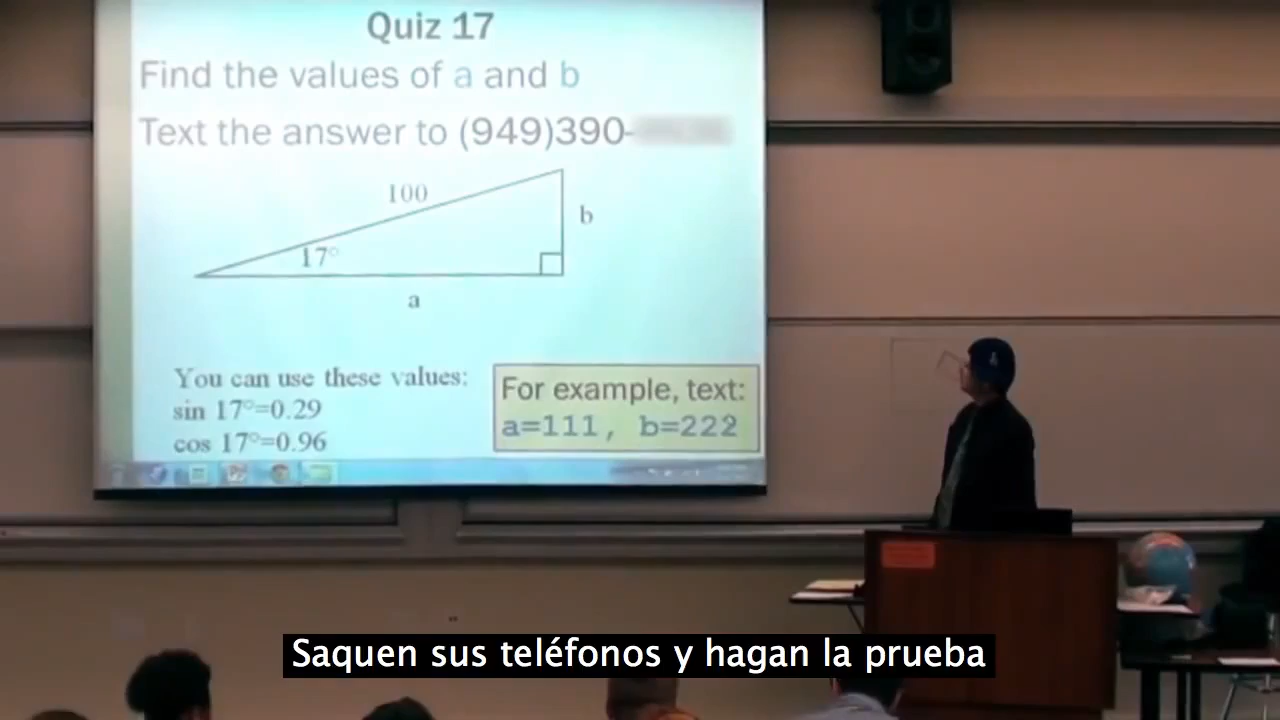 Quiz 17
Find the values of a and b
Text the answer to (949)390-
100
b
17°
a
You can use these values:
sin 17°=0.29
cos 17°=0.96
For example, text:
a=111, b=222
Saquen sus teléfonos y hagan la prueba